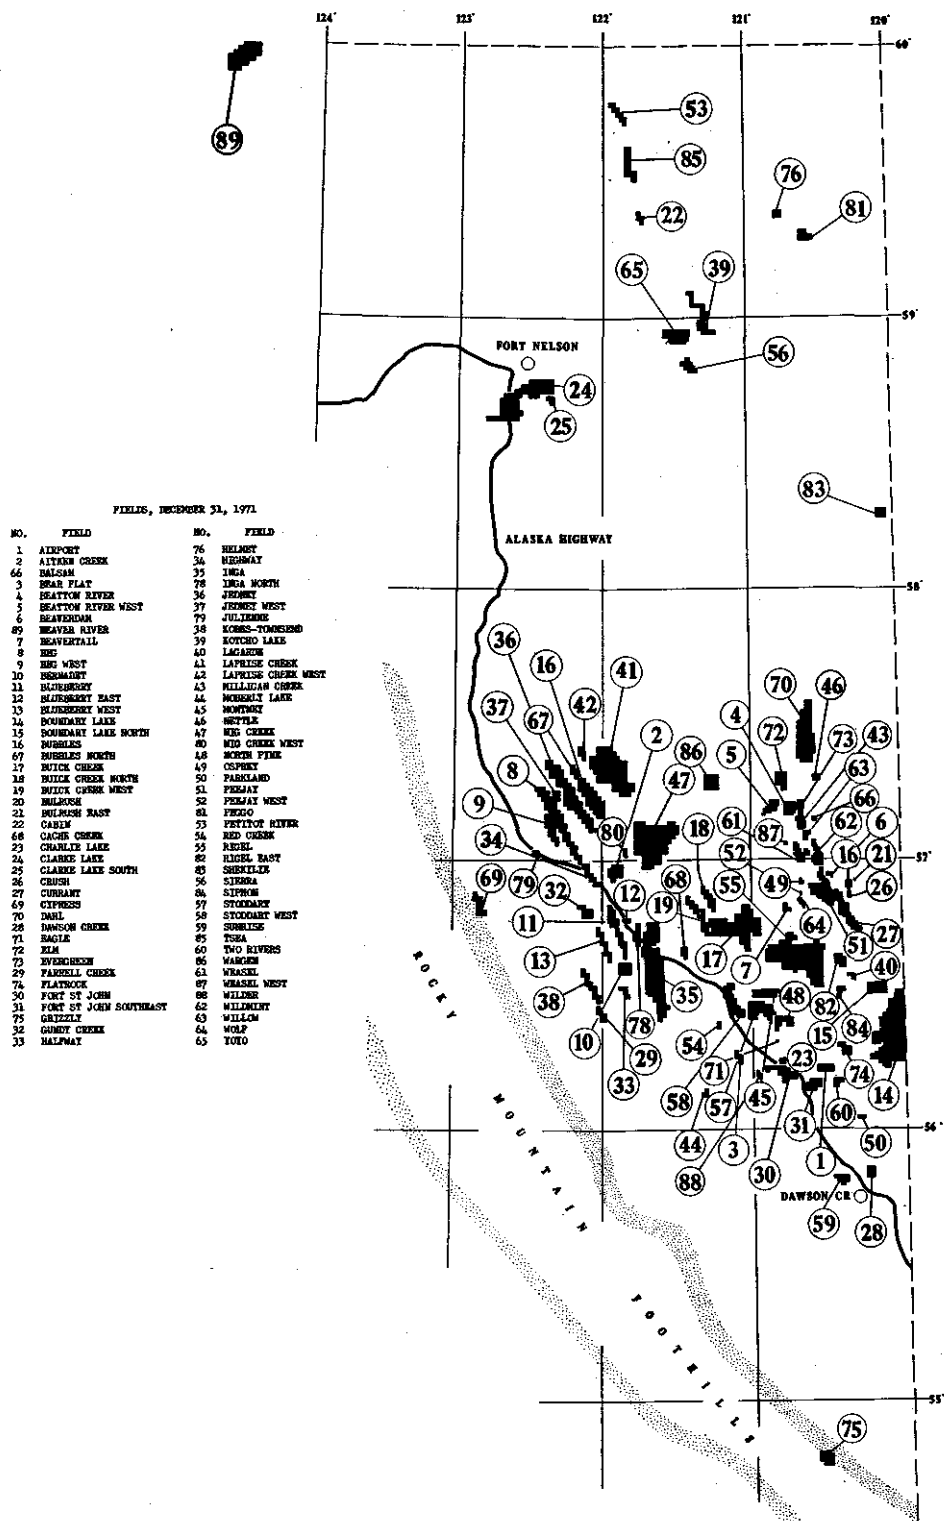 124°
123°
122°
121°
120°
60°
89
53
85
76
22
81
65
39
59°
FORT NELSON
56
24
25
83
FIELDS, DECEMBER 31, 1971
ALASKA HIGHWAY
NO. FIELD
1 AIRPORT
2 AITKEN CREEK
66 BALSAM
3 BEAR FLAT
4 BEATTON RIVER
5 BEATTON RIVER WEST
6 BEAVERDAM
89 BEAVER RIVER
7 BEAVERTAIL
8 BEG
9 BEG WEST
10 BERNADET
11 BLUEBERRY
12 BLUEBERRY EAST
13 BLUEBERRY WEST
14 BOUNDARY LAKE
15 BOUNDARY LAKE NORTH
16 BUBBLES
67 BUBBLES NORTH
17 BUICK CREEK
18 BUICK CREEK NORTH
19 BUICK CREEK WEST
20 BULRUSH
21 BULRUSH EAST
22 CABIN
68 CACHE CREEK
23 CHARLIE LAKE
24 CLARKE LAKE
25 CLARKE LAKE SOUTH
26 CRUSH
27 CURRANT
69 CYPRESS
70 DAHL
28 DAWSON CREEK
71 EAGLE
72 ELM
73 EVERGREEN
29 FARRELL CREEK
74 FLATROCK
30 FORT ST JOHN
31 FORT ST JOHN SOUTHEAST
75 GRIZZLY
32 GUNDY CREEK
33 HALFWAY
NO. FIELD
76 HELMET
34 HIGHWAY
35 INGA
78 INGA NORTH
36 JEDNEY
37 JEDNEY WEST
79 JULIENNE
38 KOBES-TOWNSEND
39 KOTCHO LAKE
40 LAGARDE
41 LAPRISE CREEK
42 LAPRISE CREEK WEST
43 MILLIGAN CREEK
44 MOBERLY LAKE
45 MONTNEY
46 NETTLE
47 NIG CREEK
80 NIG CREEK WEST
48 NORTH PINE
49 OSPREY
50 PARKLAND
51 PEEJAY
52 PEEJAY WEST
81 PEGGO
53 PETITOT RIVER
54 RED CREEK
55 RIGEL
82 RIGEL EAST
83 SHEKILIE
56 SIERRA
84 SIPHON
57 STODDART
58 STODDART WEST
59 SUNRISE
85 TSEA
60 TWO RIVERS
86 WARGEN
61 WEASEL
87 WEASEL WEST
88 WILDER
62 WILDMINT
63 WILLOW
64 WOLF
65 YOYO
58°
36
16
41
70
46
37
67
42
4
72
43
2
73
8
5
63
86
47
66
9
80
18
61
6
87
62
34
52
57°
16
21
79
55
49
26
69
32
12
68
64
19
27
11
51
13
17
7
40
38
35
48
82
78
15
84
54
10
29
23
74
71
33
58
57
45
14
31
60
44
50
56°
3
1
88
30
DAWSON CR
59
28
ROCKY MOUNTAIN FOOTHILLS
55°
75